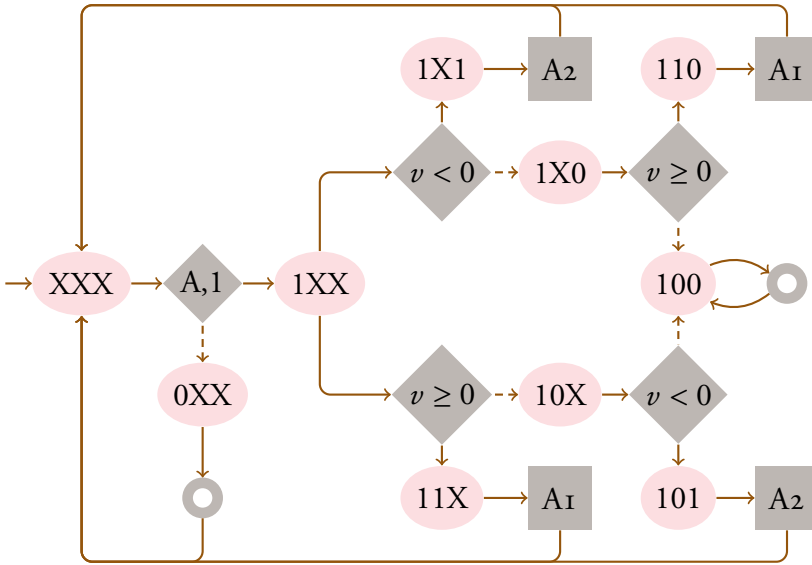 1X1
A2
110
A1
v < 0
1X0
v ≥ 0
XXX
A,1
1XX
100
0XX
v ≥ 0
10X
v < 0
11X
A1
101
A2